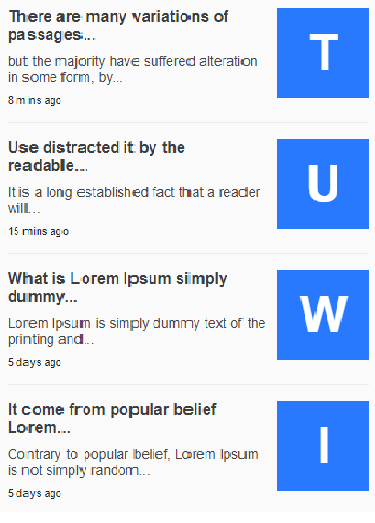 There are many variations of
passages...
T
but the majority have suffered alteration
in some form, by...
8 mins ago
Use distracted it by the
readable....
U
It is a long established fact that a reader
will...
15 mins ago
What is Lorem Ipsum simply
dummy...
W
Lorem Ipsum is simply dummy text of the
printing and...
5 days ago
It come from popular belief
Lorem...
I
Contrary to popular belief, Lorem Ipsum
is not simply random...
5 days ago